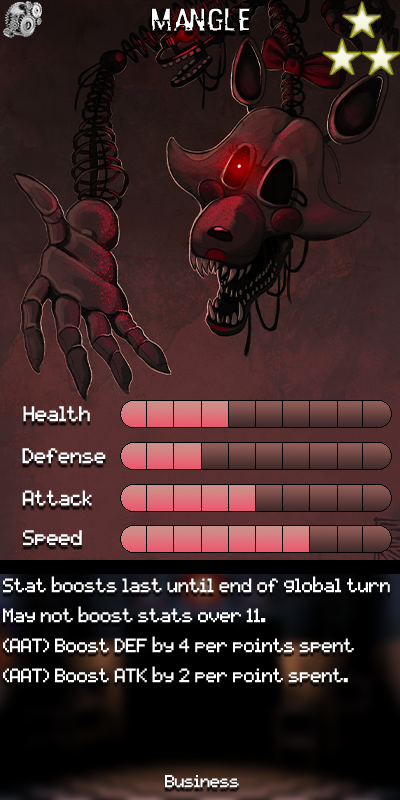 MANGLE
Health
Defense
Attack
Speed
Stat boosts last until end of global turn
May not boost stats over 11.
(AAT) Boost DEF by 4 per points spent
(AAT) Boost ATK by 2 per point spent.
Business